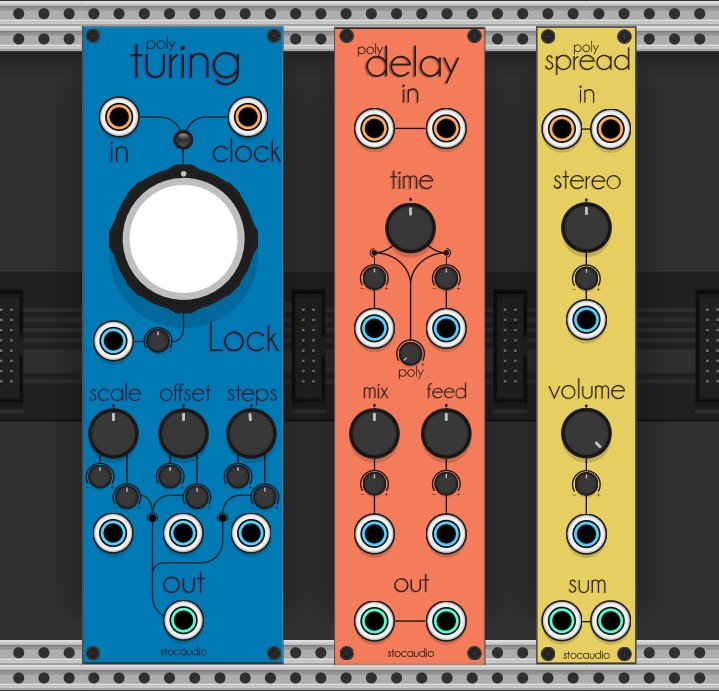 poly
turing
in
clock
Lock
scale
offset
steps
out
stocaudio
poly
delay
in
time
poly
mix
feed
out
stocaudio
poly
spread
in
stereo
volume
sum
stocaudio